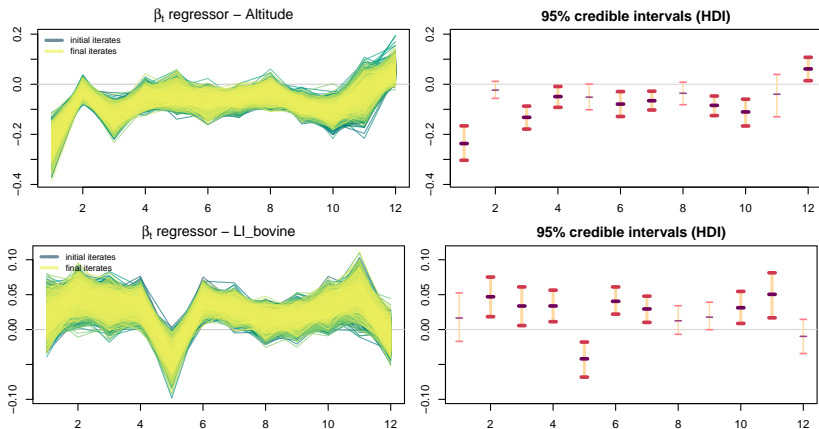 βt regressor − Altitude
initial iterates
final iterates
0.2
0.0
−0.2
−0.4
2 4 6 8 10 12
95% credible intervals (HDI)
0.2
0.0
−0.2
−0.4
2 4 6 8 10 12
βt regressor − LI_bovine
initial iterates
final iterates
0.10
0.05
0.00
−0.10
2 4 6 8 10 12
95% credible intervals (HDI)
0.10
0.05
0.00
−0.10
2 4 6 8 10 12